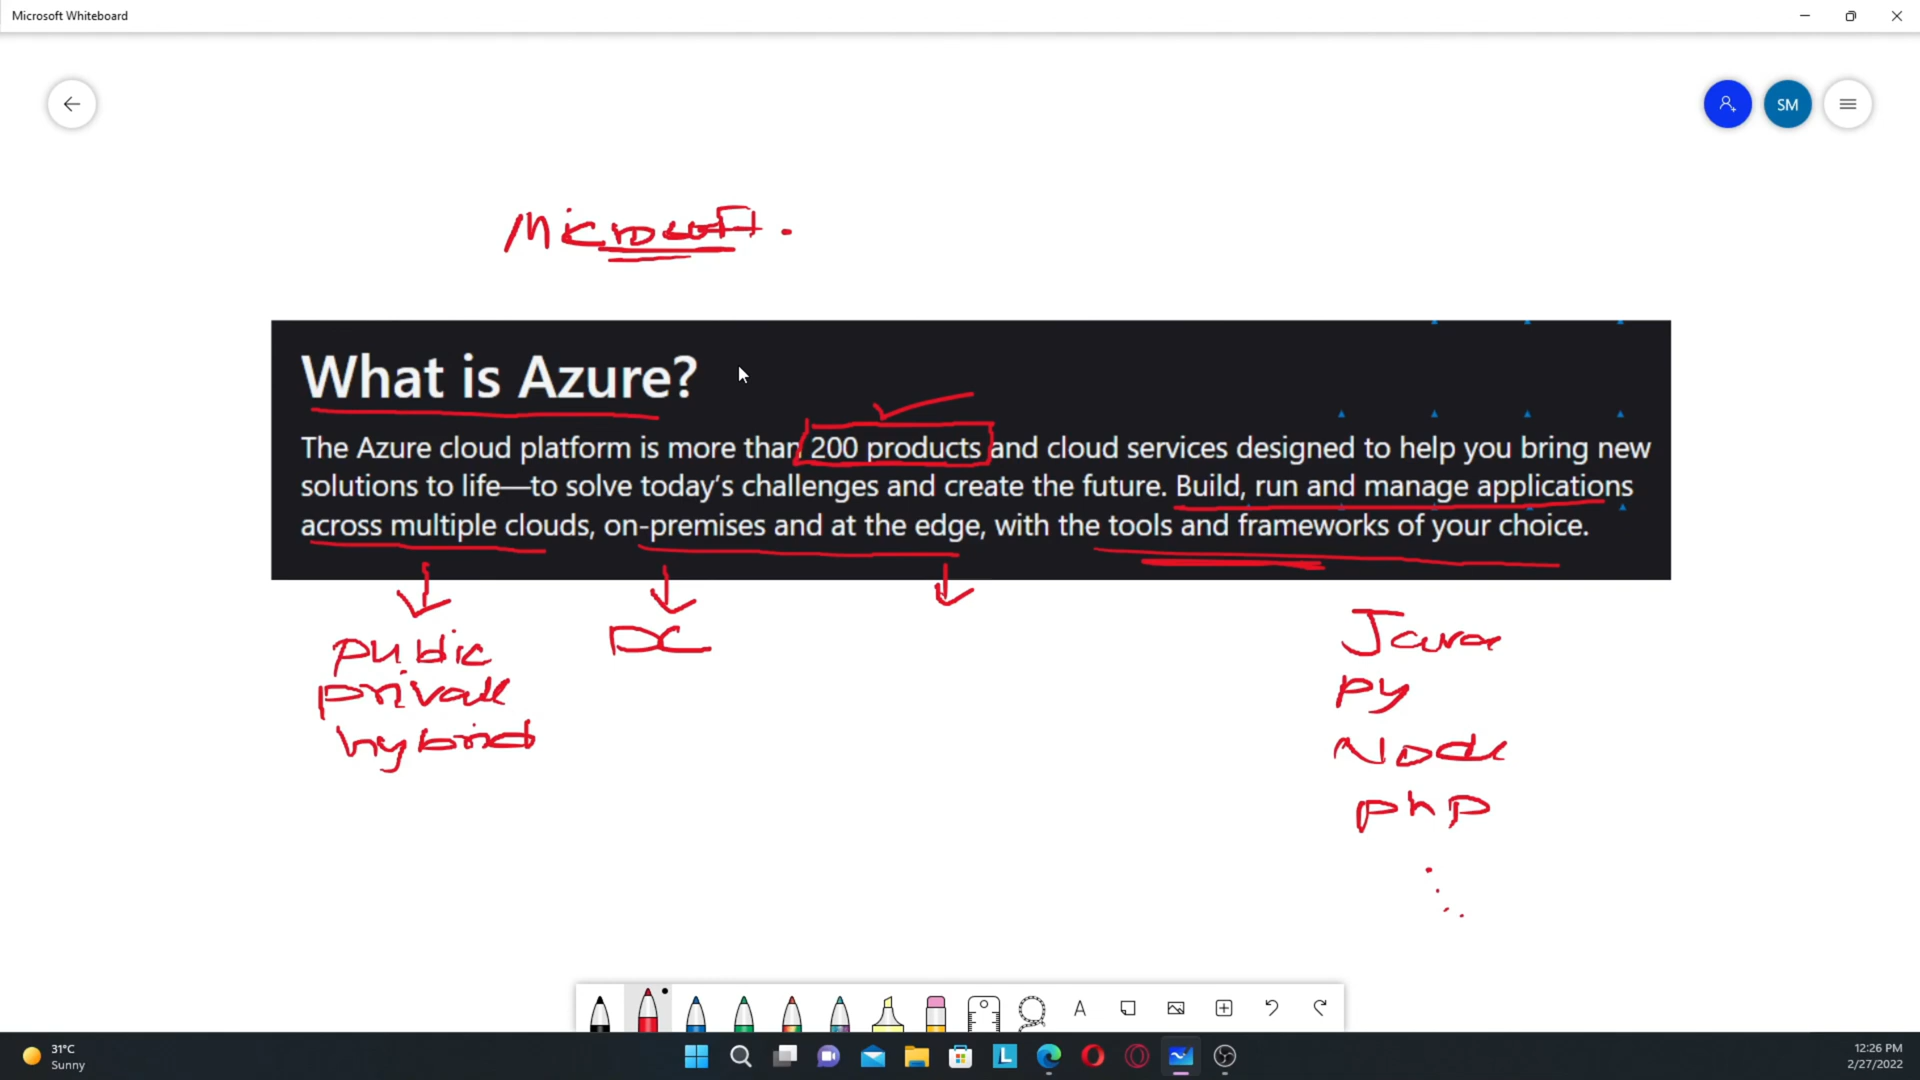 Microsoft Whiteboard
SM
Microsoft.
What is Azure?
The Azure cloud platform is more than 200 products and cloud services designed to help you bring new
solutions to life—to solve today's challenges and create the future. Build, run and manage applications
across multiple clouds, on-premises and at the edge, with the tools and frameworks of your choice.
public
private
hybrid
DC
Java
Py
Node
PhP
31°C
Sunny
12:26 PM
2/27/2022